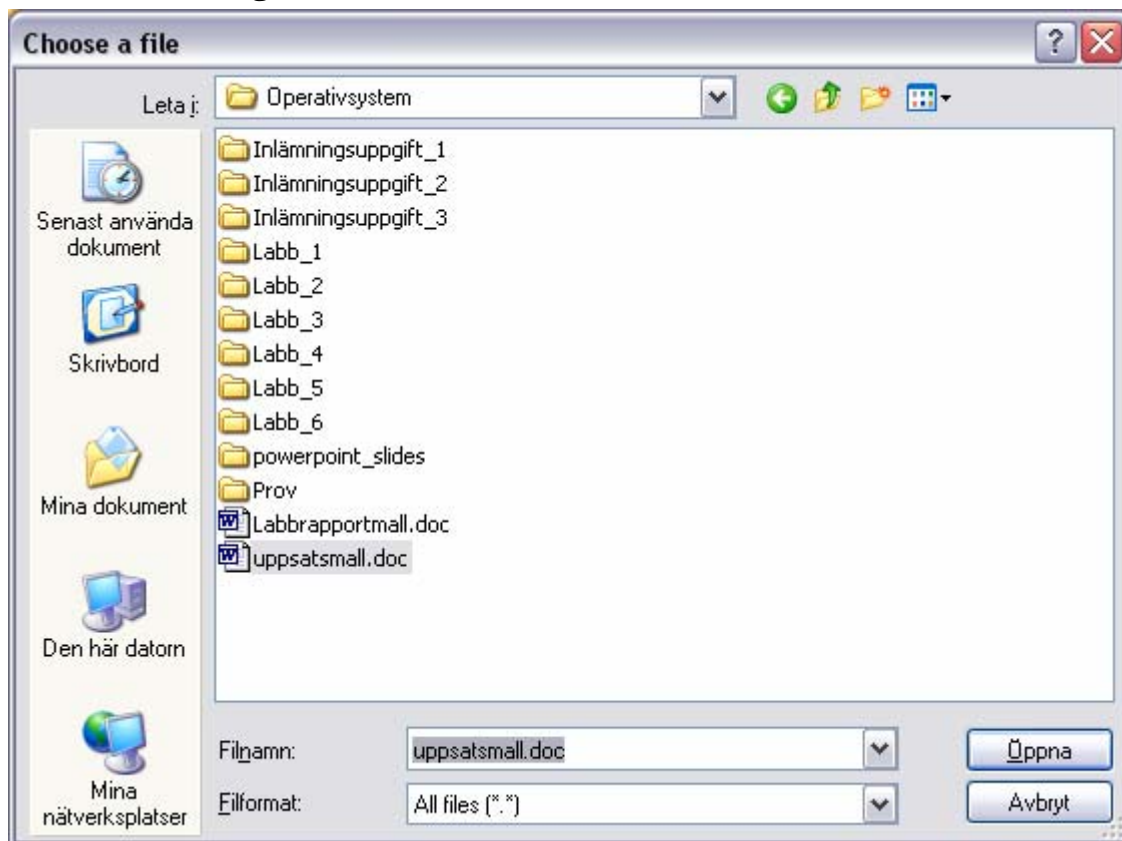 Choose a file
Leta i:
Operativsystem
Senast använda
dokument
Skrivbord
Mina dokument
Den här datorn
Mina
nätverksplatser
Inlämningsuppgift_1
Inlämningsuppgift_2
Inlämningsuppgift_3
Labb_1
Labb_2
Labb_3
Labb_4
Labb_5
Labb_6
powerpoint_slides
Prov
Labbrapportmall.doc
uppsatsmall.doc
Filnamn:
uppsatsmall.doc
Öppna
Filformat:
All files (*.*)
Avbryt